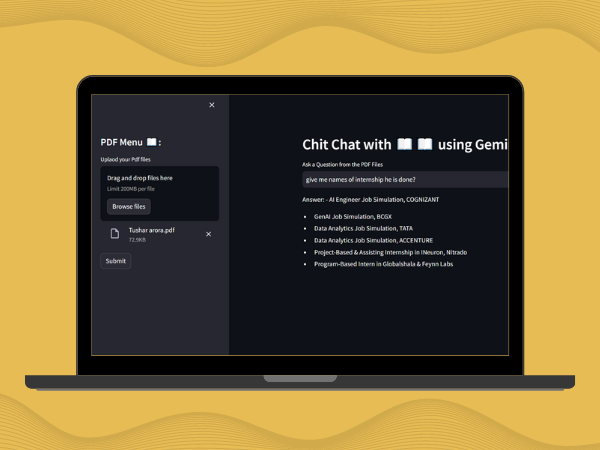 PDF Menu 📖 :
Uplaod your Pdf files
Drag and drop files here
Limit 200MB per file
Browse files
Tushar arora.pdf
72.9KB
Submit
Chit Chat with 📖 📖 using Gemi
Ask a Question from the PDF Files
give me names of internship he is done?
Answer: - AI Engineer Job Simulation, COGNIZANT
• GenAI Job Simulation, BCGX
• Data Analytics Job Simulation, TATA
• Data Analytics Job Simulation, ACCENTURE
• Project-Based & Assisting Internship in INeuron, Nitrado
• Program-Based Intern in Globalshala & Feynn Labs